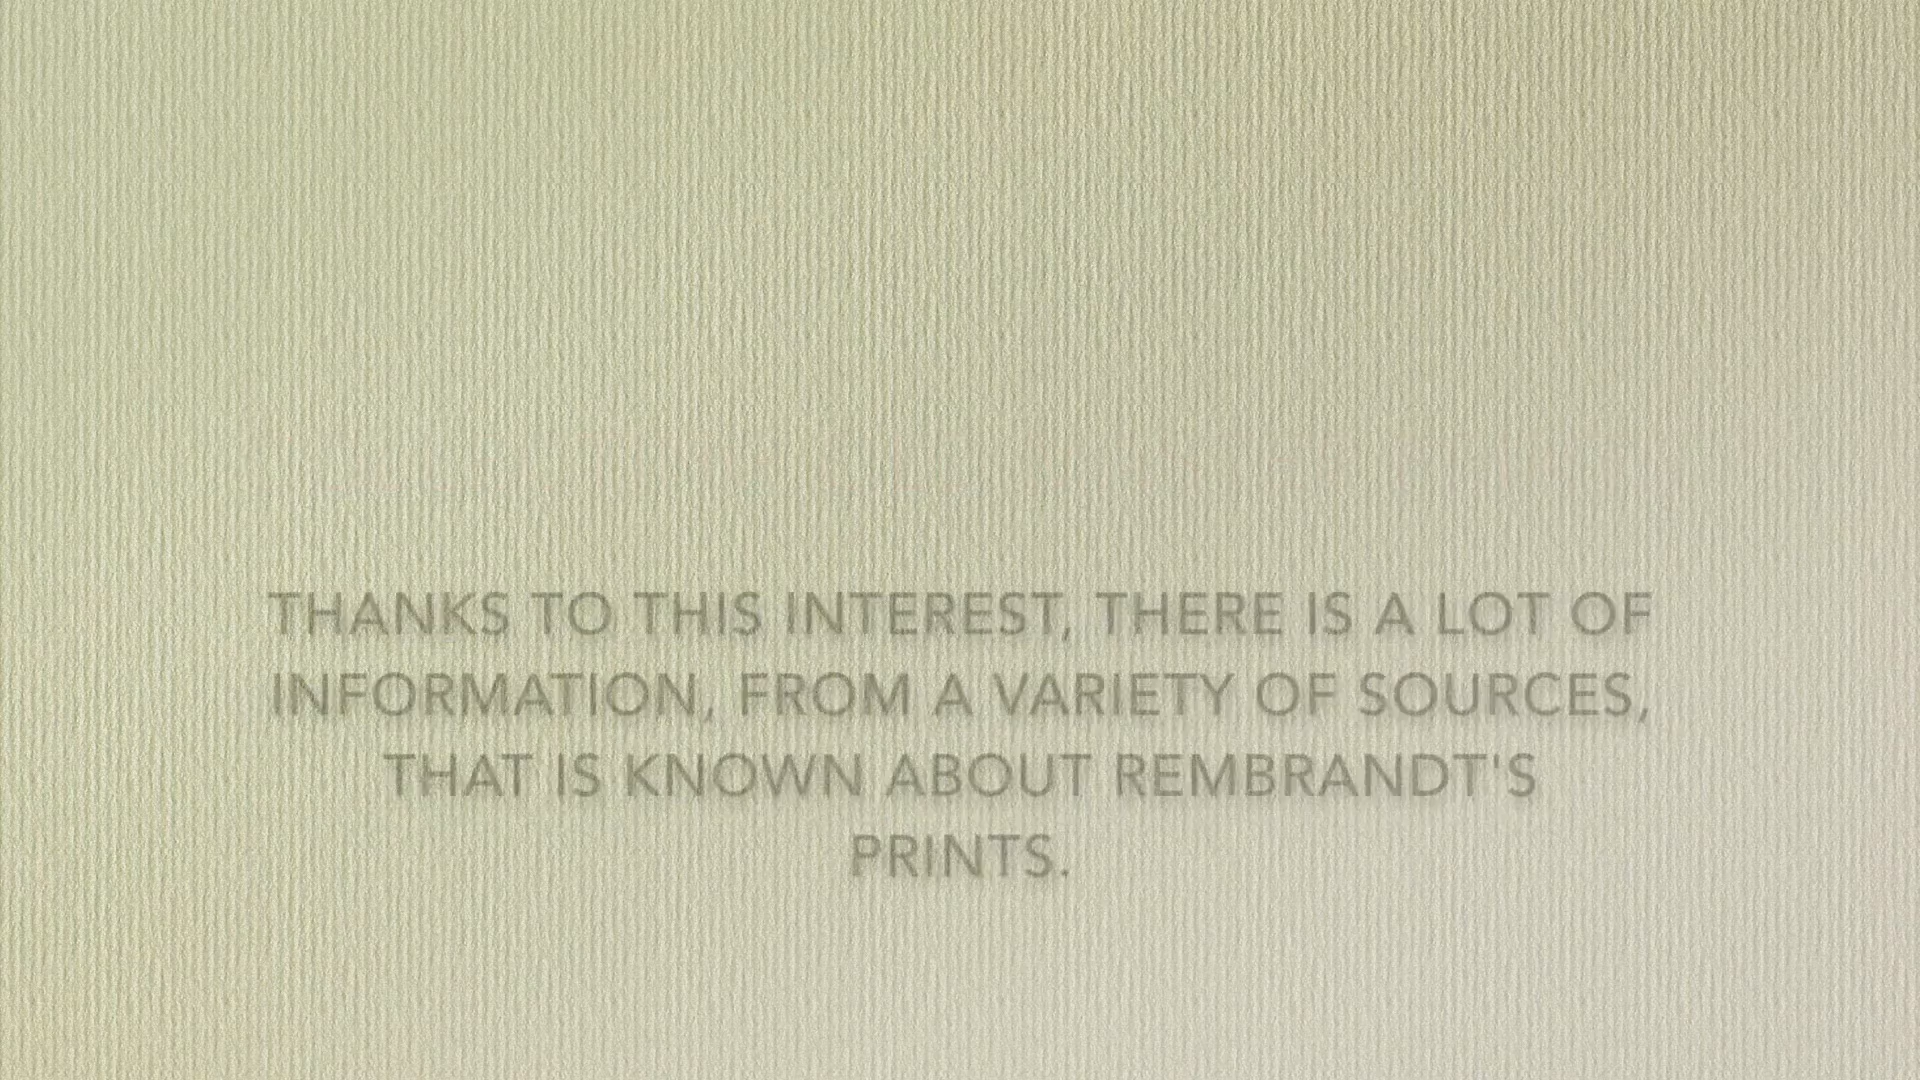 THANKS TO THIS INTEREST, THERE IS A LOT OF
INFORMATION, FROM A VARIETY OF SOURCES,
THAT IS KNOWN ABOUT REMBRANDT'S
PRINTS.